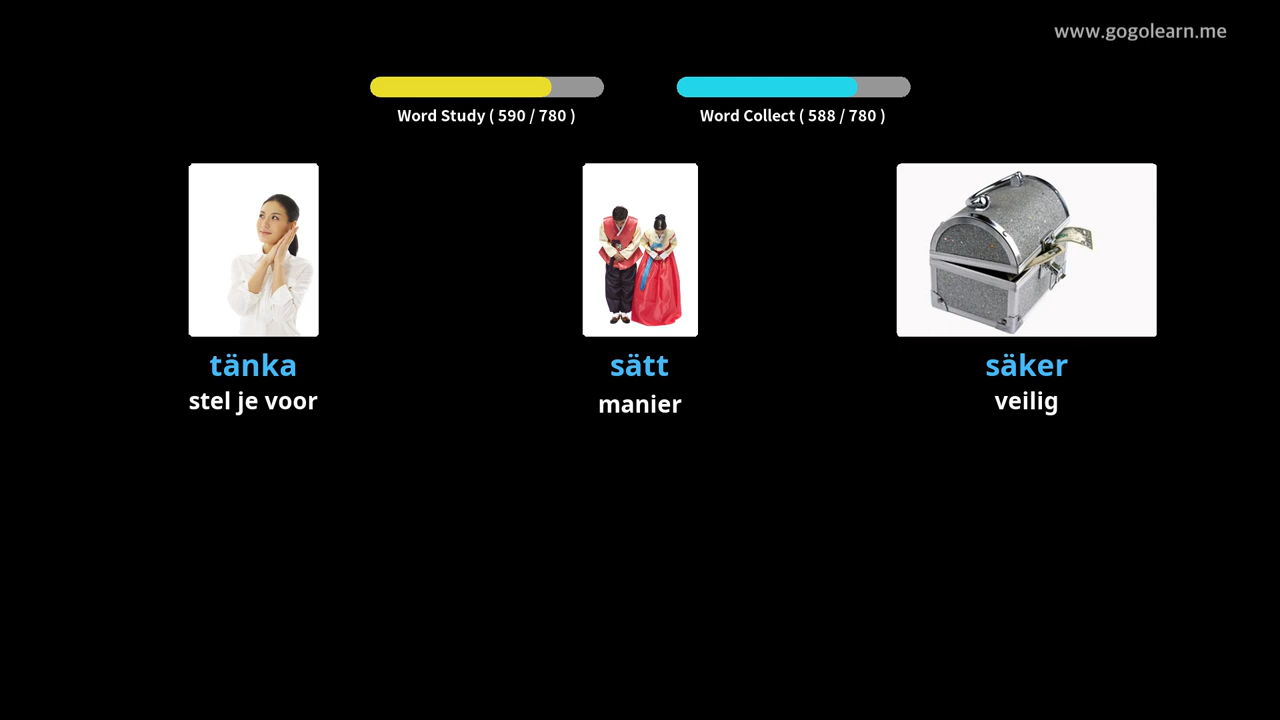 www.gogolearn.me
Word Study ( 590 / 780 )
Word Collect ( 588 / 780 )
tänka
stel je voor
sätt
manier
säker
veilig